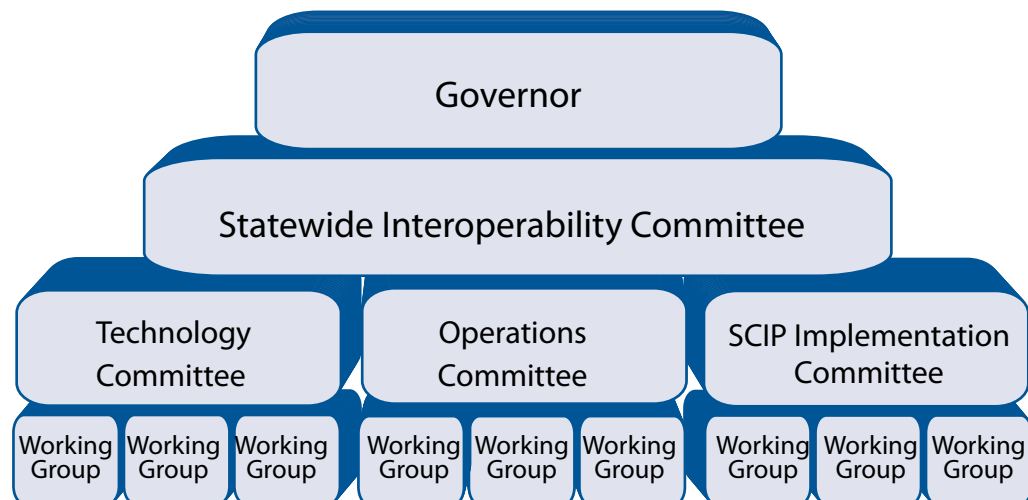 Governor
Statewide Interoperability Committee
Technology
Committee
Operations
Committee
SCIP Implementation
Committee
Working
Group
Working
Group
Working
Group
Working
Group
Working
Group
Working
Group
Working
Group
Working
Group
Working
Group